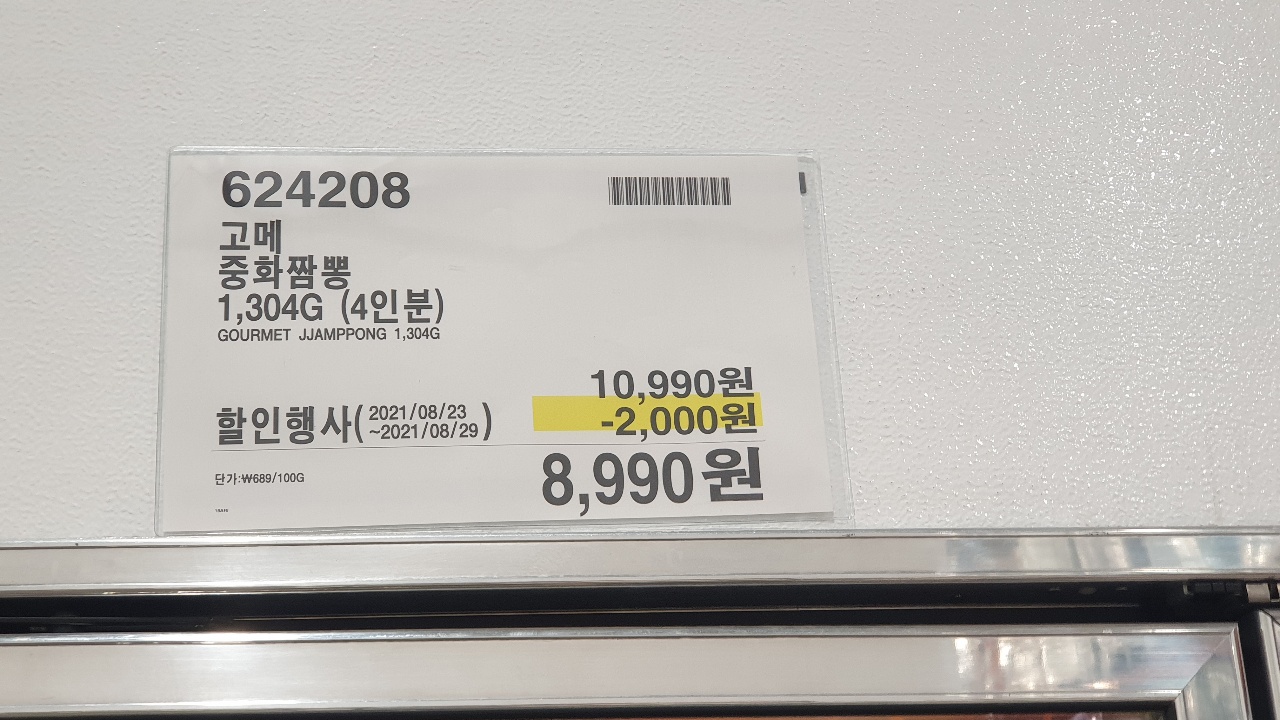 624208
고메
중화짬뽕
1,304G (4인분)
GOURMET JJAMPPONG 1,304G
10,990원
할인행사( 2021/08/23 ~2021/08/29 ) -2,000원
단가:₩689/100G
8,990원